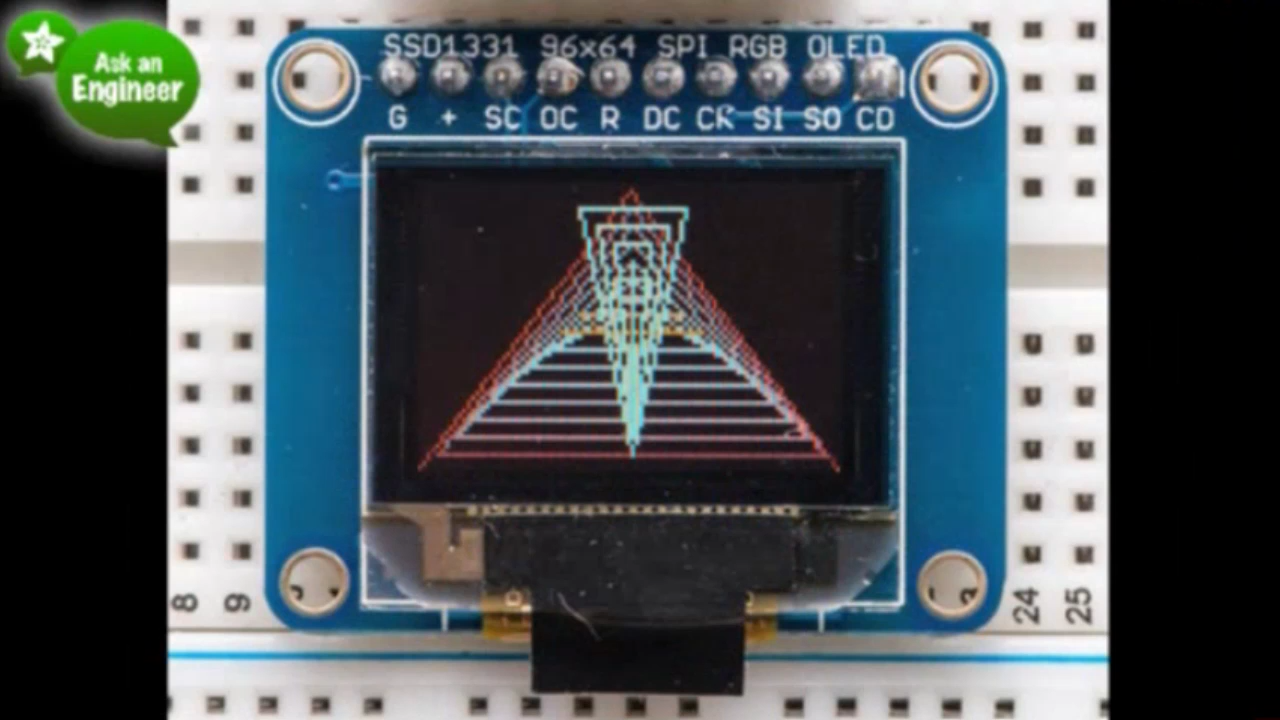 Ask an
Engineer
SSD1331 96x64 SPI RGB OLED
G + SC OC R DC CK SI SO CD
8 9 24 25